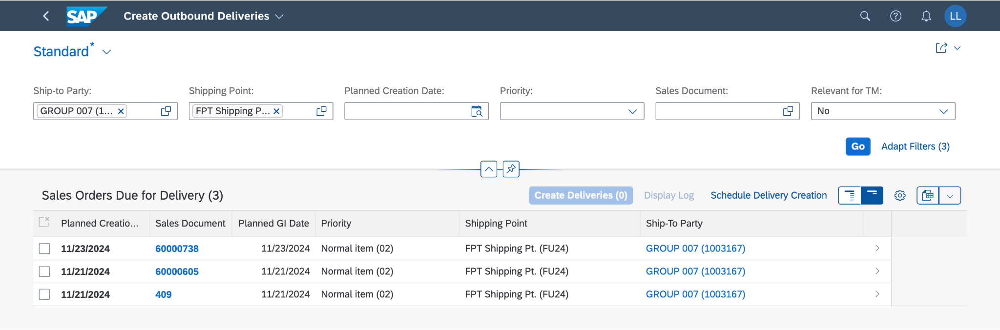 SAP Create Outbound Deliveries LL
Standard*
Ship-to Party: Shipping Point: Planned Creation Date: Priority: Sales Document: Relevant for TM:
GROUP 007 (1... FPT Shipping P... No
Go Adapt Filters (3)
Sales Orders Due for Delivery (3) Create Deliveries (0) Display Log Schedule Delivery Creation
Planned Creatio... Sales Document Planned GI Date Priority Shipping Point Ship-To Party
11/23/2024 60000738 11/23/2024 Normal item (02) FPT Shipping Pt. (FU24) GROUP 007 (1003167)
11/21/2024 60000605 11/21/2024 Normal item (02) FPT Shipping Pt. (FU24) GROUP 007 (1003167)
11/21/2024 409 11/21/2024 Normal item (02) FPT Shipping Pt. (FU24) GROUP 007 (1003167)